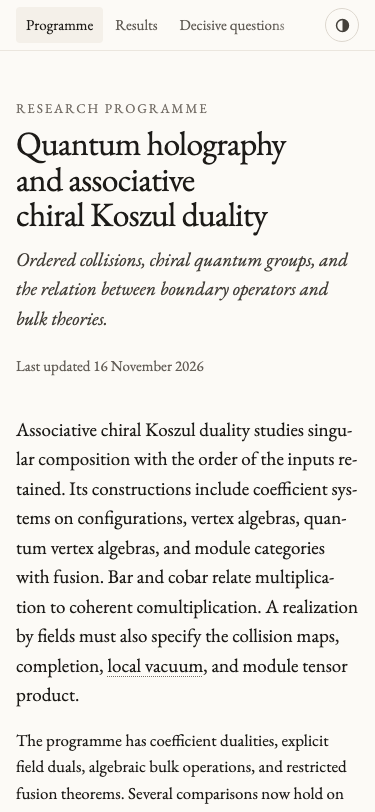 Programme Results Decisive questions
RESEARCH PROGRAMME
Quantum holography
and associative
chiral Koszul duality
Ordered collisions, chiral quantum groups, and
the relation between boundary operators and
bulk theories.
Last updated 16 November 2026
Associative chiral Koszul duality studies singu-
lar composition with the order of the inputs re-
tained. Its constructions include coefficient sys-
tems on configurations, vertex algebras, quan-
tum vertex algebras, and module categories
with fusion. Bar and cobar relate multiplica-
tion to coherent comultiplication. A realization
by fields must also specify the collision maps,
completion, local vacuum, and module tensor
product.
The programme has coefficient dualities, explicit
field duals, algebraic bulk operations, and restricted
fusion theorems. Several comparisons now hold on